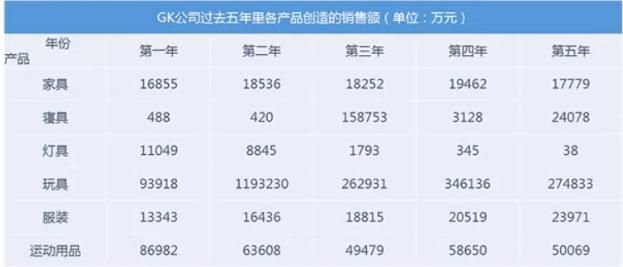 GK公司过去五年里各产品创造的销售额（单位：万元）
年份 第一年 第二年 第三年 第四年 第五年
产品
家具 16855 18536 18252 19462 17779
寝具 488 420 158753 3128 24078
灯具 11049 8845 1793 345 38
玩具 93918 1193230 262931 346136 274833
服装 13343 16436 18815 20519 23971
运动用品 86982 63608 49479 58650 50069